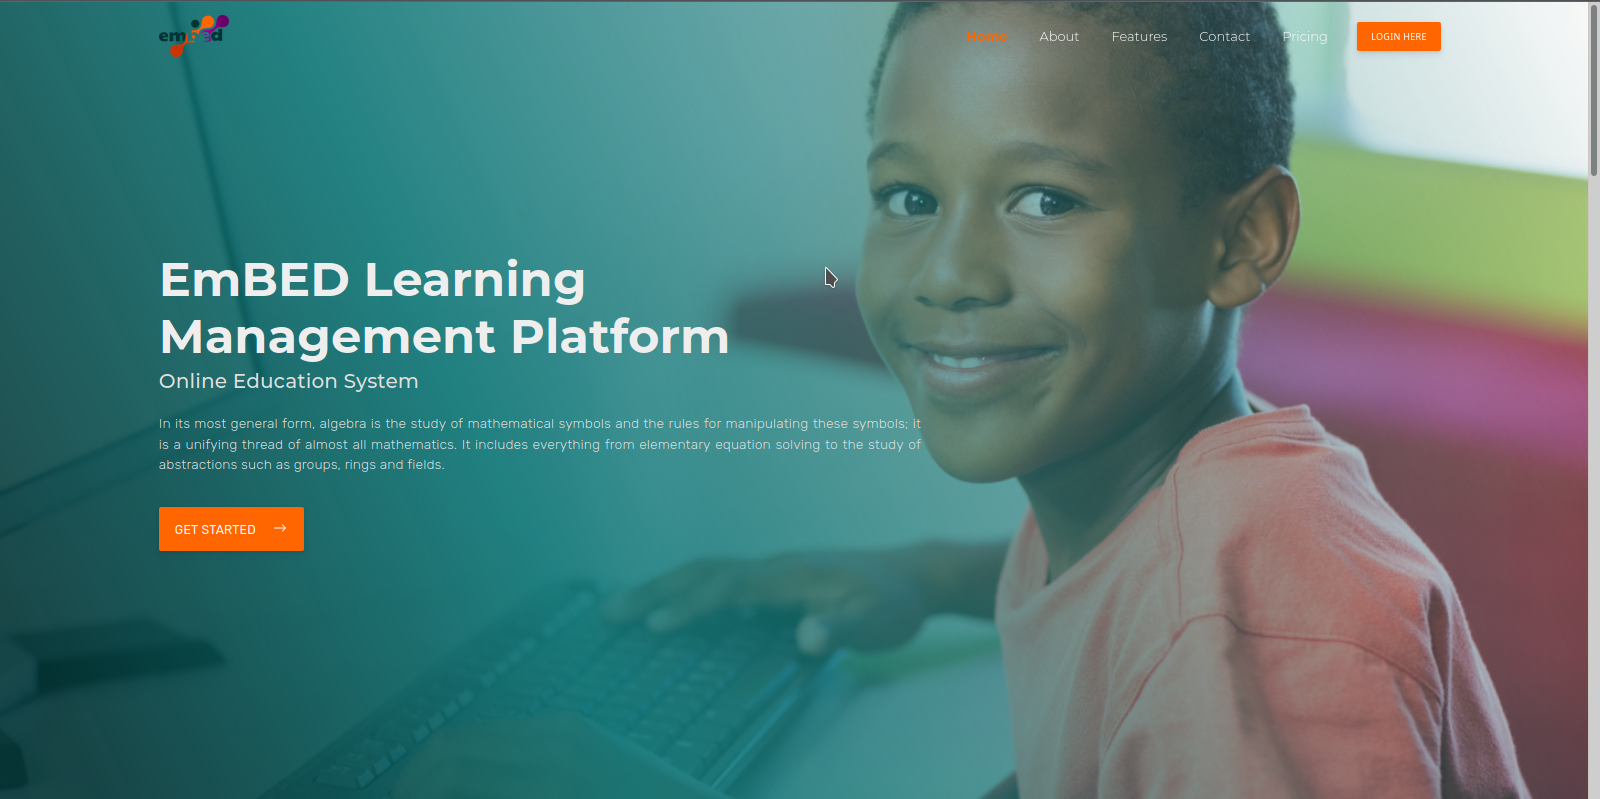 emBed
Home About Features Contact Pricing LOGIN HERE
EmBED Learning
Management Platform
Online Education System
In its most general form, algebra is the study of mathematical symbols and the rules for manipulating these symbols; it
is a unifying thread of almost all mathematics. It includes everything from elementary equation solving to the study of
abstractions such as groups, rings and fields.
GET STARTED